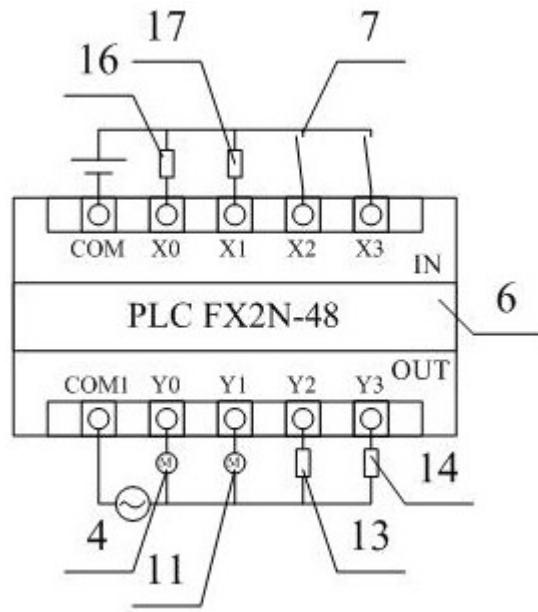 17
7
16
COM X0 X1 X2 X3
IN
PLC FX2N-48
6
OUT
COM1 Y0 Y1 Y2 Y3
M M
14
4
11
13